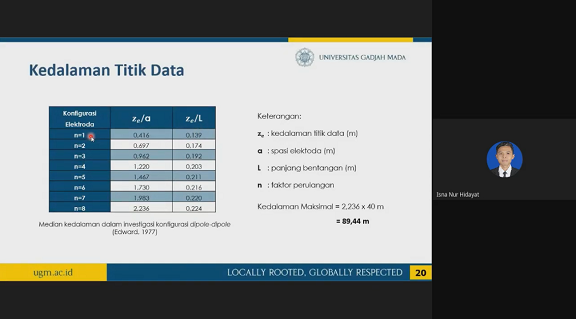 UNIVERSITAS GADJAH MADA
Kedalaman Titik Data
Konfigurasi Elektroda zₑ/a zₑ/L
n=1 0.416 0.139
n=2 0.697 0.174
n=3 0.962 0.192
n=4 1.220 0.203
n=5 1.467 0.211
n=6 1.730 0.216
n=7 1.983 0.220
n=8 2.236 0.224
Median kedalaman dalam investigasi konfigurasi dipole-dipole
(Edward, 1977)
Keterangan:
zₑ : kedalaman titik data (m)
a : spasi elektoda (m)
L : panjang bentangan (m)
n : faktor perulangan
Kedalaman Maksimal = 2,236 x 40 m
= 89,44 m
Isna Nur Hidayat
ugm.ac.id
LOCALLY ROOTED, GLOBALLY RESPECTED
20